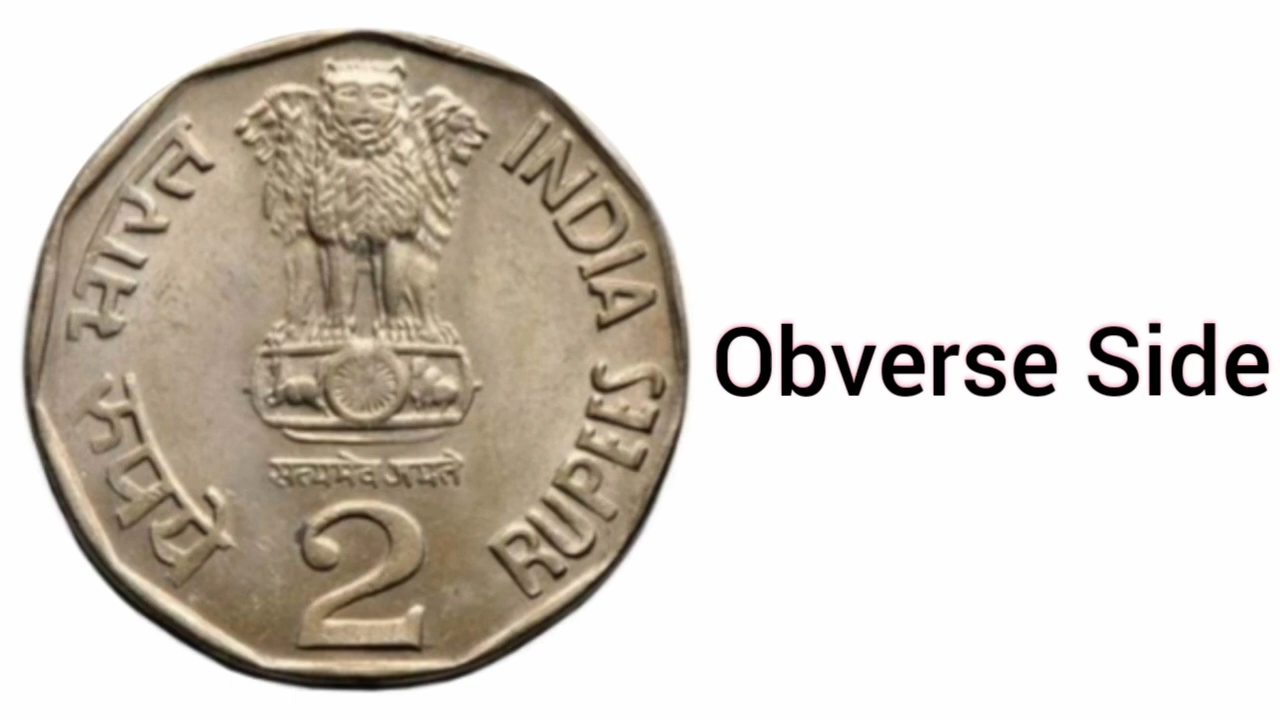 भारत
INDIA
रुपये
RUPEES
सत्यमेव जयते
2
Obverse Side